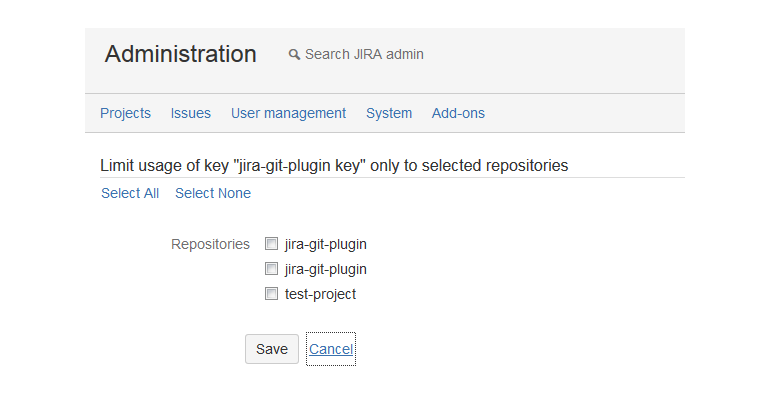 Administration
Search JIRA admin
Projects Issues User management System Add-ons
Limit usage of key "jira-git-plugin key" only to selected repositories
Select All Select None
Repositories jira-git-plugin
jira-git-plugin
test-project
Save Cancel